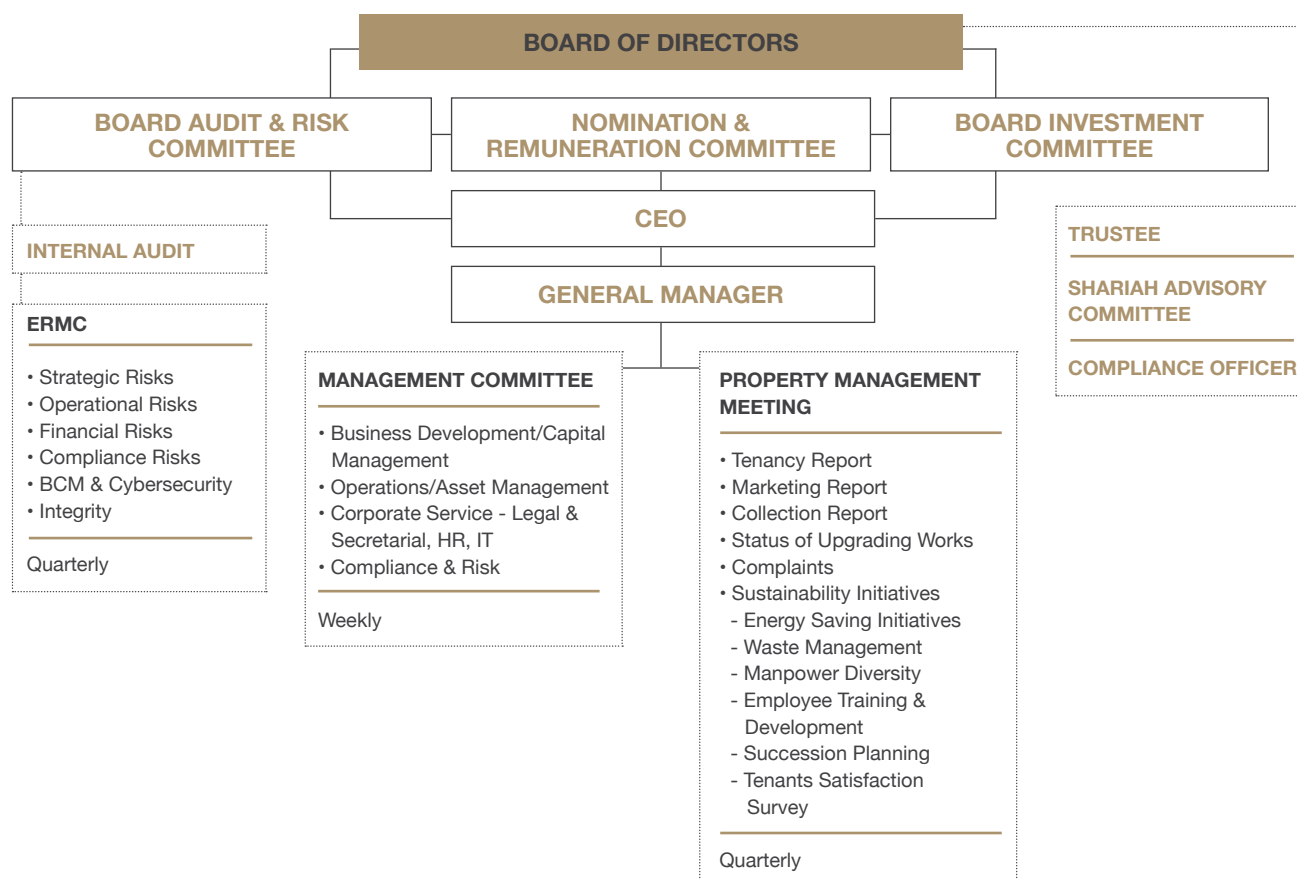 BOARD OF DIRECTORS
BOARD AUDIT & RISK
COMMITTEE
NOMINATION &
REMUNERATION COMMITTEE
BOARD INVESTMENT
COMMITTEE
CEO
GENERAL MANAGER
INTERNAL AUDIT
ERMC
• Strategic Risks
• Operational Risks
• Financial Risks
• Compliance Risks
• BCM & Cybersecurity
• Integrity
Quarterly
MANAGEMENT COMMITTEE
• Business Development/Capital
Management
• Operations/Asset Management
• Corporate Service - Legal &
Secretarial, HR, IT
• Compliance & Risk
Weekly
PROPERTY MANAGEMENT
MEETING
• Tenancy Report
• Marketing Report
• Collection Report
• Status of Upgrading Works
• Complaints
• Sustainability Initiatives
- Energy Saving Initiatives
- Waste Management
- Manpower Diversity
- Employee Training &
Development
- Succession Planning
- Tenants Satisfaction
Survey
Quarterly
TRUSTEE
SHARIAH ADVISORY
COMMITTEE
COMPLIANCE OFFICER